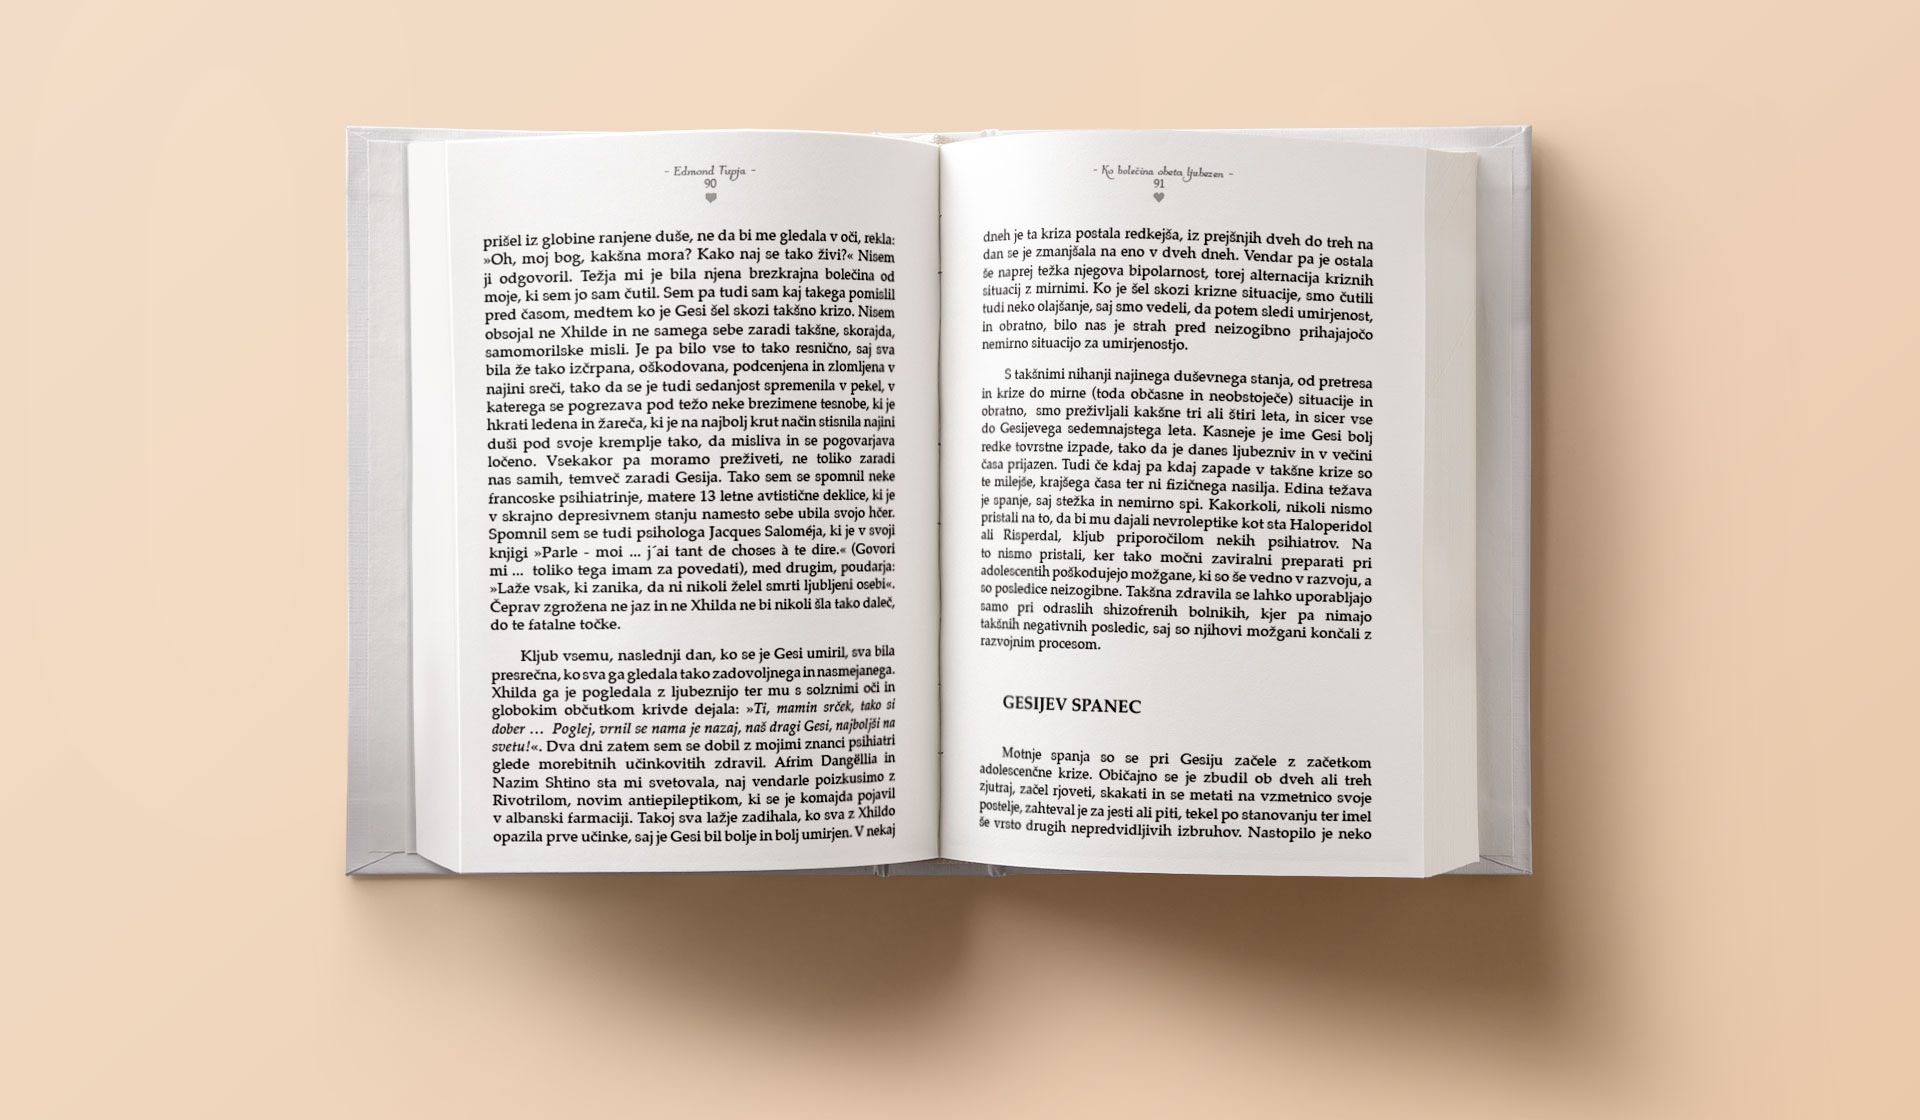 - Edmond Tupja -
90
prišel iz globine ranjene duše, ne da bi me gledala v oči, rekla:
»Oh, moj bog, kakšna mora? Kako naj se tako živi?« Nisem
ji odgovoril. Težja mi je bila njena brezkrajna bolečina od
moje, ki sem jo sam čutil. Sem pa tudi sam kaj takega pomislil
pred časom, medtem ko je Gesi šel skozi takšno krizo. Nisem
obsojal ne Xhilde in ne samega sebe zaradi takšne, skorajda,
samomorilske misli. Je pa bilo vse to tako resnično, saj sva
bila že tako izčrpana, oškodovana, podcenjena in zlomljena v
najini sreči, tako da se je tudi sedanjost spremenila v pekel, v
katerega se pogrezava pod težo neke brezimene tesnobe, ki je
hkrati ledena in žareča, ki je na najbolj krut način stisnila najini
duši pod svoje kremplje tako, da misliva in se pogovarjava
ločeno. Vsekakor pa moramo preživeti, ne toliko zaradi
nas samih, temveč zaradi Gesija. Tako sem se spomnil neke
francoske psihiatrinje, matere 13 letne avtistične deklice, ki je
v skrajno depresivnem stanju namesto sebe ubila svojo hčer.
Spomnil sem se tudi psihologa Jacques Saloméja, ki je v svoji
knjigi »Parle - moi ... j´ai tant de choses à te dire.« (Govori
mi ... toliko tega imam za povedati), med drugim, poudarja:
»Laže vsak, ki zanika, da ni nikoli želel smrti ljubljeni osebi«.
Čeprav zgrožena ne jaz in ne Xhilda ne bi nikoli šla tako daleč,
do te fatalne točke.
Kljub vsemu, naslednji dan, ko se je Gesi umiril, sva bila
presrečna, ko sva ga gledala tako zadovoljnega in nasmejanega.
Xhilda ga je pogledala z ljubeznijo ter mu s solznimi oči in
globokim občutkom krivde dejala: »Ti, mamin srček, tako si
dober ... Poglej, vrnil se nama je nazaj, naš dragi Gesi, najboljši na
svetu!«. Dva dni zatem sem se dobil z mojimi znanci psihiatri
glede morebitnih učinkovitih zdravil. Afrim Dangëllia in
Nazim Shtino sta mi svetovala, naj vendarle poizkusimo z
Rivotrilom, novim antiepileptikom, ki se je komajda pojavil
v albanski farmaciji. Takoj sva lažje zadihala, ko sva z Xhildo
opazila prve učinke, saj je Gesi bil bolje in bolj umirjen. V nekaj
- Ko bolečina obeta ljubezen -
91
dneh je ta kriza postala redkejša, iz prejšnjih dveh do treh na
dan se je zmanjšala na eno v dveh dneh. Vendar pa je ostala
še naprej težka njegova bipolarnost, torej alternacija kriznih
situacij z mirnimi. Ko je šel skozi krizne situacije, smo čutili
tudi neko olajšanje, saj smo vedeli, da potem sledi umirjenost,
in obratno, bilo nas je strah pred neizogibno prihajajočo
nemirno situacijo za umirjenostjo.
S takšnimi nihanji najinega duševnega stanja, od pretresa
in krize do mirne (toda občasne in neobstoječe) situacije in
obratno, smo preživljali kakšne tri ali štiri leta, in sicer vse
do Gesijevega sedemnajstega leta. Kasneje je ime Gesi bolj
redke tovrstne izpade, tako da je danes ljubezniv in v večini
časa prijazen. Tudi če kdaj pa kdaj zapade v takšne krize so
te milejše, krajšega časa ter ni fizičnega nasilja. Edina težava
je spanje, saj stežka in nemirno spi. Kakorkoli, nikoli nismo
pristali na to, da bi mu dajali nevroleptike kot sta Haloperidol
ali Risperdal, kljub priporočilom nekih psihiatrov. Na
to nismo pristali, ker tako močni zaviralni preparati pri
adolescentih poškodujejo možgane, ki so še vedno v razvoju, a
so posledice neizogibne. Takšna zdravila se lahko uporabljajo
samo pri odraslih shizofrenih bolnikih, kjer pa nimajo
takšnih negativnih posledic, saj so njihovi možgani končali z
razvojnim procesom.
GESIJEV SPANEC
Motnje spanja so se pri Gesiju začele z začetkom
adolescenčne krize. Običajno se je zbudil ob dveh ali treh
zjutraj, začel rjoveti, skakati in se metati na vzmetnico svoje
postelje, zahteval je za jesti ali piti, tekel po stanovanju ter imel
še vrsto drugih nepredvidljivih izbruhov. Nastopilo je neko